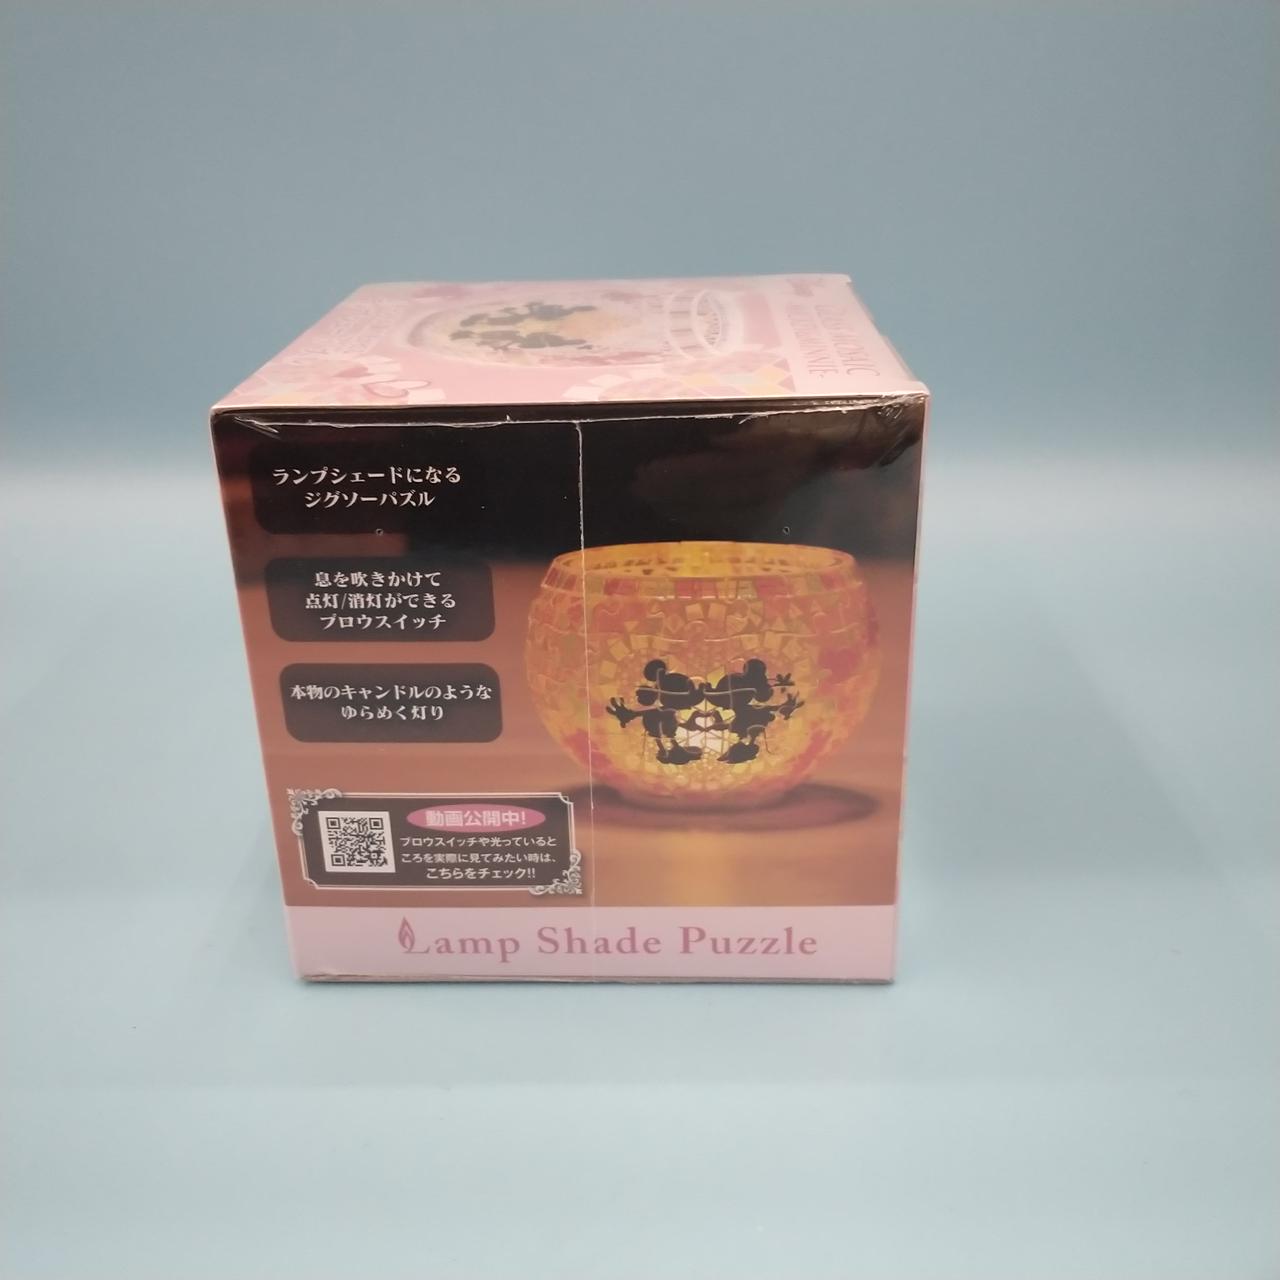 ランプシェードになる
ジグソーパズル
息を吹きかけて
点灯/消灯ができる
ブロウスイッチ
本物のキャンドルのような
ゆらめく灯り
動画公開中!
ブロウスイッチや光っていると
ころを実際に見てみたい時は、
こちらをチェック!!
Lamp Shade Puzzle